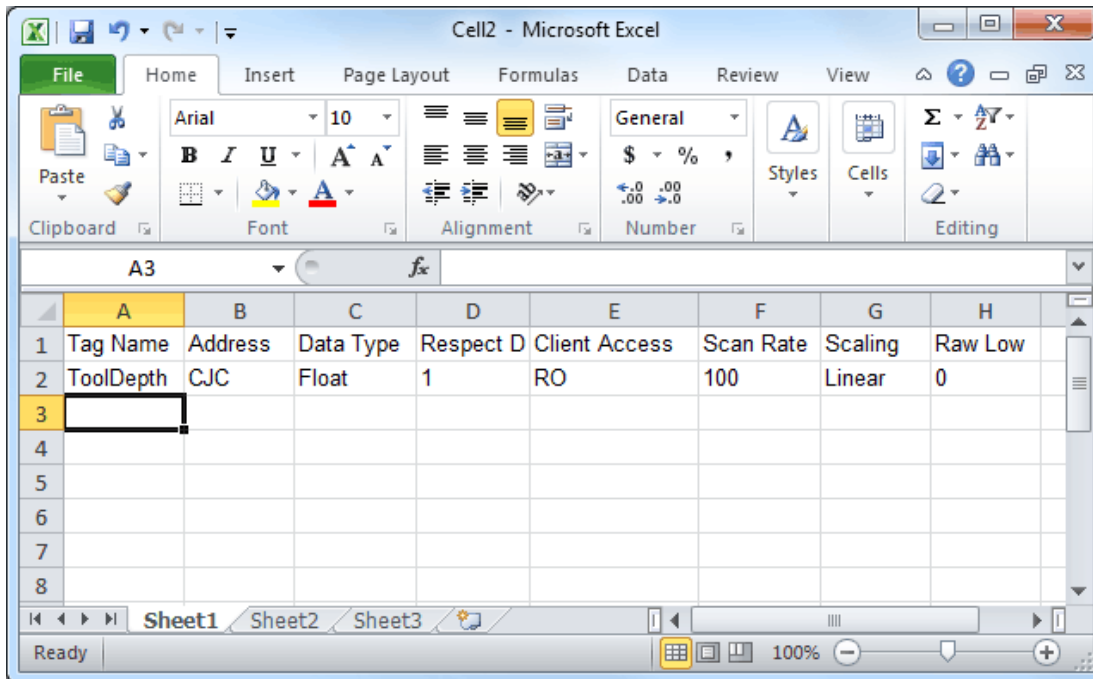 Cell2 - Microsoft Excel
File Home Insert Page Layout Formulas Data Review View
Arial 10 General
B I U A A $ % ,
Paste A .0 .00 .00 .0 Styles Cells Σ A Z
Clipboard Font Alignment Number Editing
A3 fx
A B C D E F G H
1 Tag Name Address Data Type Respect D Client Access Scan Rate Scaling Raw Low
2 ToolDepth CJC Float 1 RO 100 Linear 0
3
4
5
6
7
8
Sheet1 Sheet2 Sheet3
Ready 100%